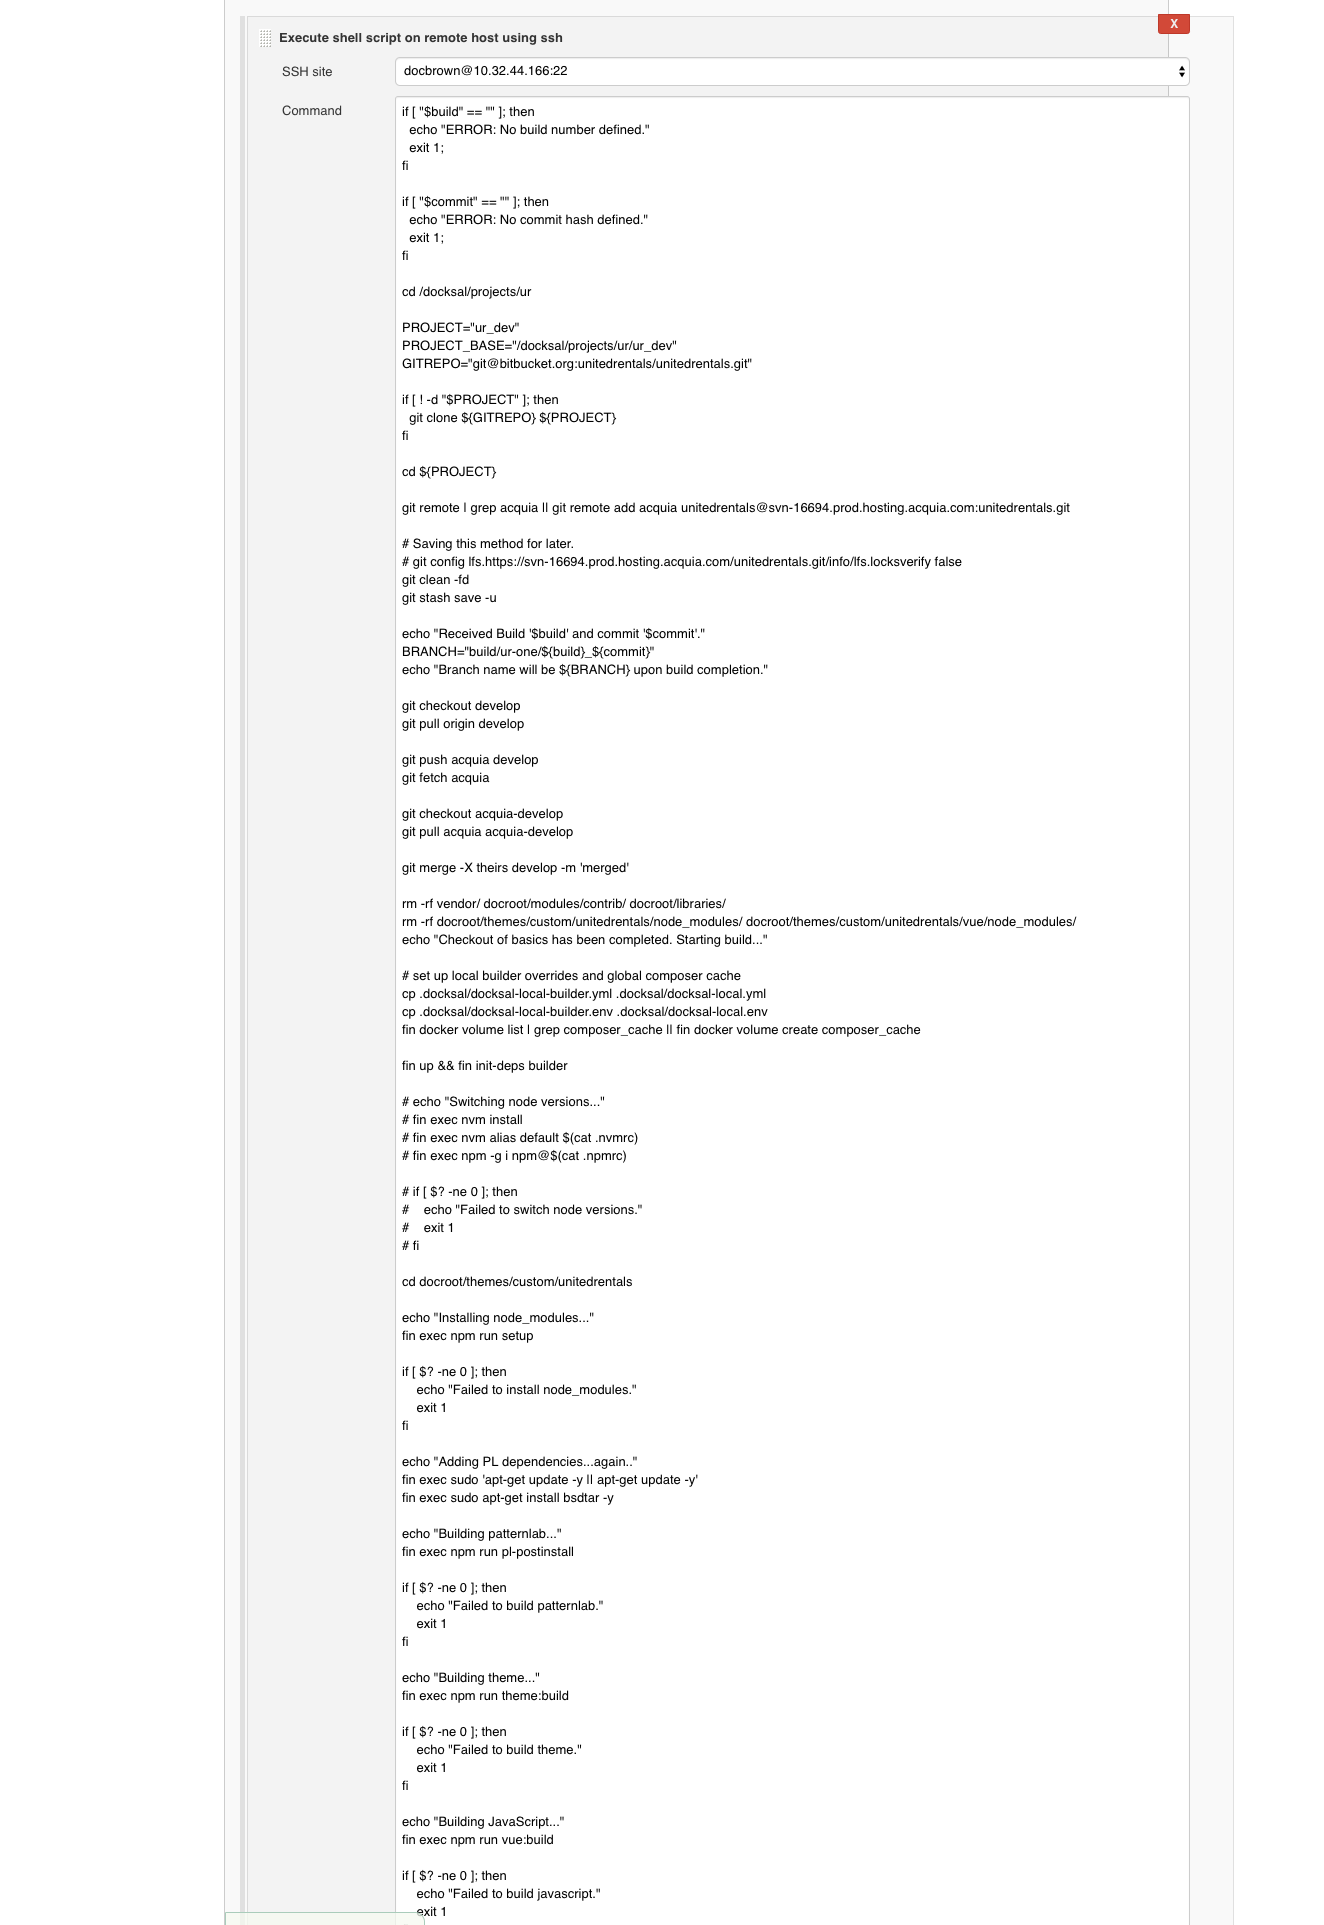 X
Execute shell script on remote host using ssh
SSH site
docbrown@10.32.44.166:22
Command
if [ "$build" == "" ]; then
  echo "ERROR: No build number defined."
  exit 1;
fi
if [ "$commit" == "" ]; then
  echo "ERROR: No commit hash defined."
  exit 1;
fi
cd /docksal/projects/ur
PROJECT="ur_dev"
PROJECT_BASE="/docksal/projects/ur/ur_dev"
GITREPO="git@bitbucket.org:unitedrentals/unitedrentals.git"
if [ ! -d "$PROJECT" ]; then
  git clone ${GITREPO} ${PROJECT}
fi
cd ${PROJECT}
git remote | grep acquia || git remote add acquia unitedrentals@svn-16694.prod.hosting.acquia.com:unitedrentals.git
# Saving this method for later.
# git config lfs.https://svn-16694.prod.hosting.acquia.com/unitedrentals.git/info/lfs.locksverify false
git clean -fd
git stash save -u
echo "Received Build '$build' and commit '$commit'."
BRANCH="build/ur-one/${build}_${commit}"
echo "Branch name will be ${BRANCH} upon build completion."
git checkout develop
git pull origin develop
git push acquia develop
git fetch acquia
git checkout acquia-develop
git pull acquia acquia-develop
git merge -X theirs develop -m 'merged'
rm -rf vendor/ docroot/modules/contrib/ docroot/libraries/
rm -rf docroot/themes/custom/unitedrentals/node_modules/ docroot/themes/custom/unitedrentals/vue/node_modules/
echo "Checkout of basics has been completed. Starting build..."
# set up local builder overrides and global composer cache
cp .docksal/docksal-local-builder.yml .docksal/docksal-local.yml
cp .docksal/docksal-local-builder.env .docksal/docksal-local.env
fin docker volume list | grep composer_cache || fin docker volume create composer_cache
fin up && fin init-deps builder
# echo "Switching node versions..."
# fin exec nvm install
# fin exec nvm alias default $(cat .nvmrc)
# fin exec npm -g i npm@$(cat .npmrc)
# if [ $? -ne 0 ]; then
#    echo "Failed to switch node versions."
#    exit 1
# fi
cd docroot/themes/custom/unitedrentals
echo "Installing node_modules..."
fin exec npm run setup
if [ $? -ne 0 ]; then
    echo "Failed to install node_modules."
    exit 1
fi
echo "Adding PL dependencies...again.."
fin exec sudo 'apt-get update -y || apt-get update -y'
fin exec sudo apt-get install bsdtar -y
echo "Building patternlab..."
fin exec npm run pl-postinstall
if [ $? -ne 0 ]; then
    echo "Failed to build patternlab."
    exit 1
fi
echo "Building theme..."
fin exec npm run theme:build
if [ $? -ne 0 ]; then
    echo "Failed to build theme."
    exit 1
fi
echo "Building JavaScript..."
fin exec npm run vue:build
if [ $? -ne 0 ]; then
    echo "Failed to build javascript."
    exit 1